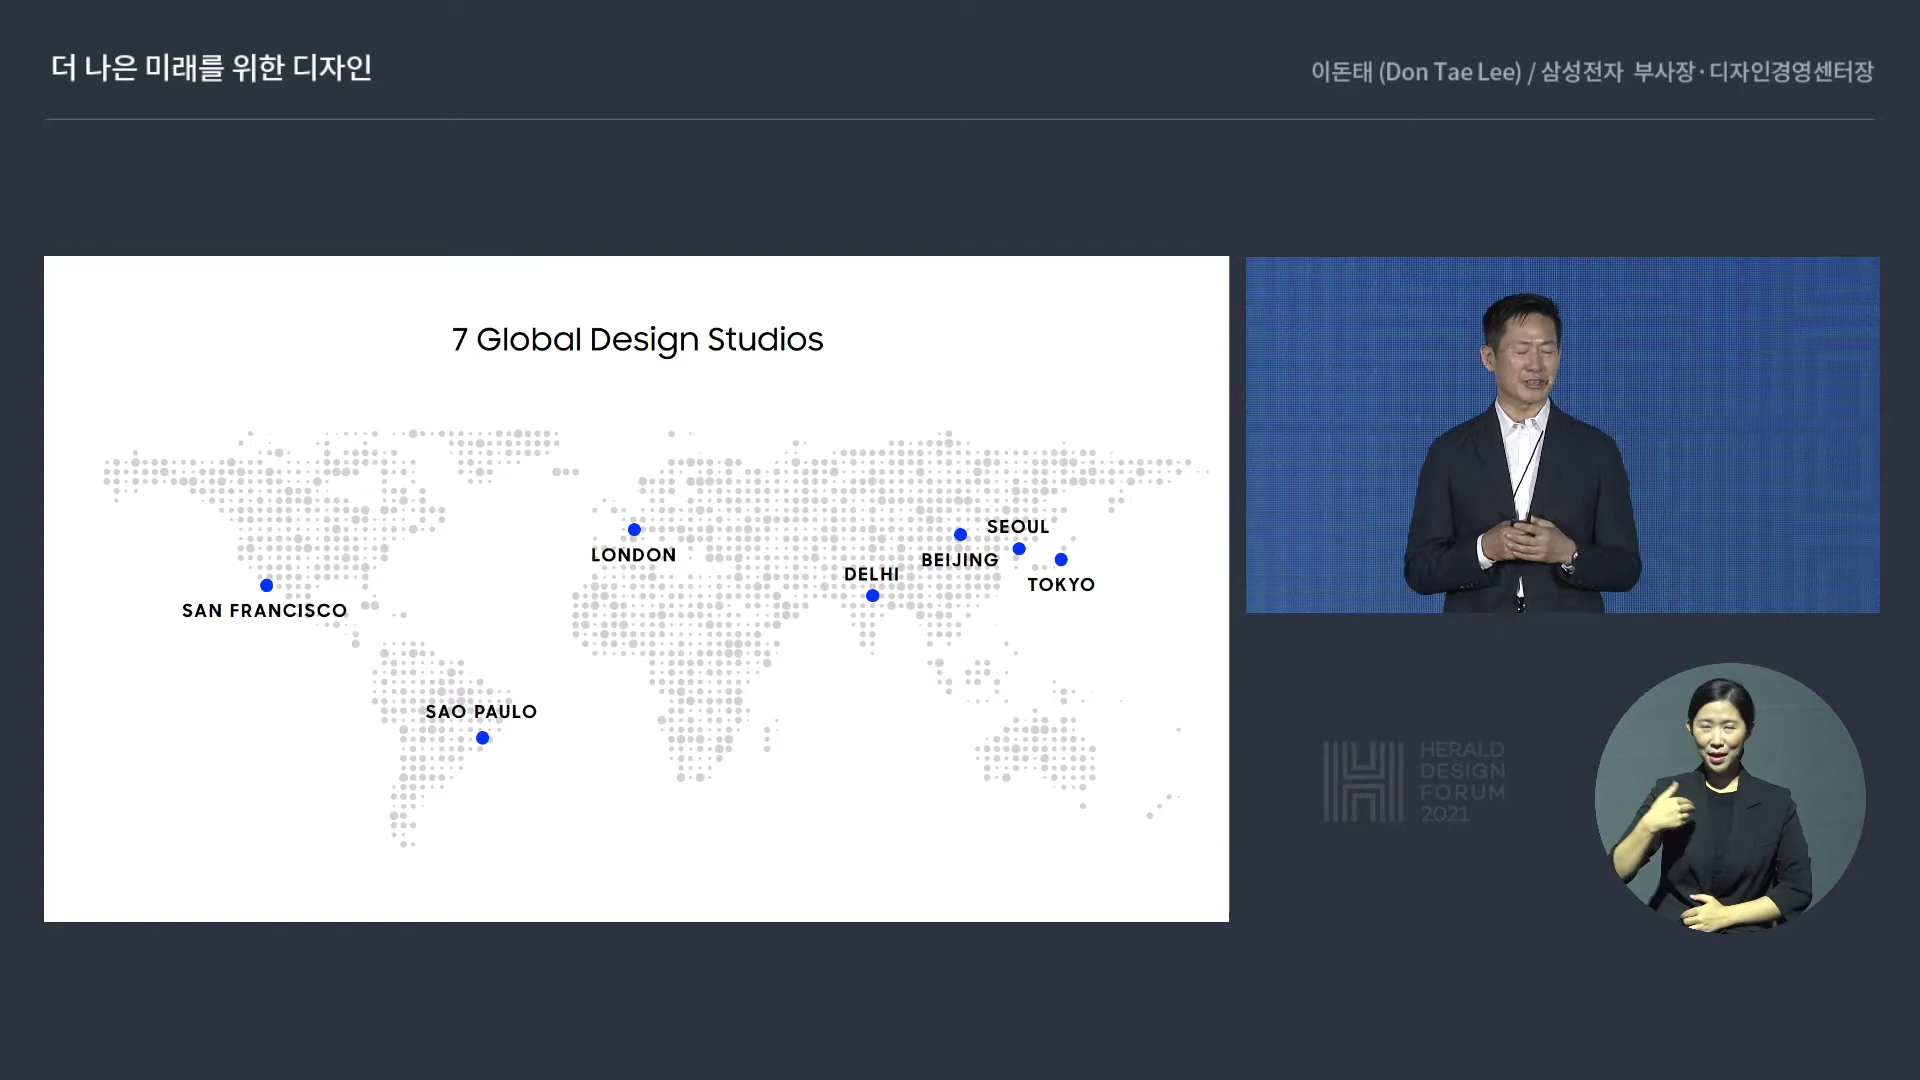 더 나은 미래를 위한 디자인
이돈태 (Don Tae Lee) / 삼성전자 부사장·디자인경영센터장
7 Global Design Studios
SEOUL
LONDON
BEIJING
DELHI
TOKYO
SAN FRANCISCO
SAO PAULO
HERALD
DESIGN
FORUM
2021